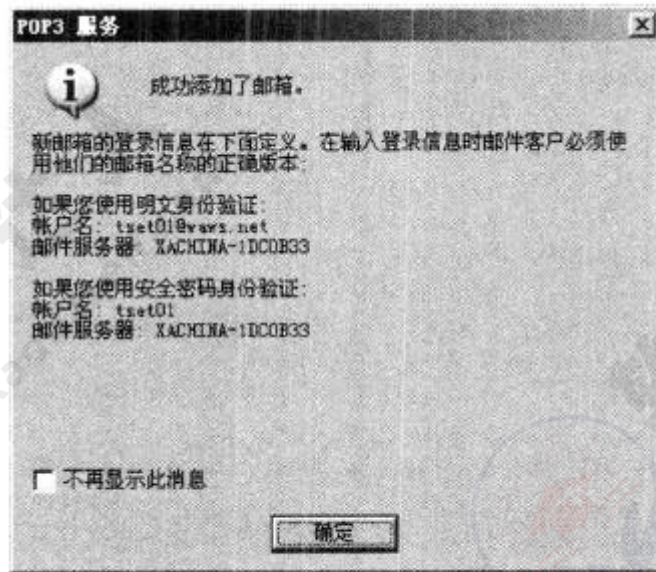 POP3 服务
成功添加了邮箱。
新邮箱的登录信息在下面定义。在输入登录信息时邮件客户必须使
用他们的邮箱名称的正确版本:
如果您使用明文身份验证:
帐户名: tset01@wawx.net
邮件服务器: XACHINA-1DC0B33
如果您使用安全密码身份验证:
帐户名: tset01
邮件服务器: XACHINA-1DC0B33
不再显示此消息
确定